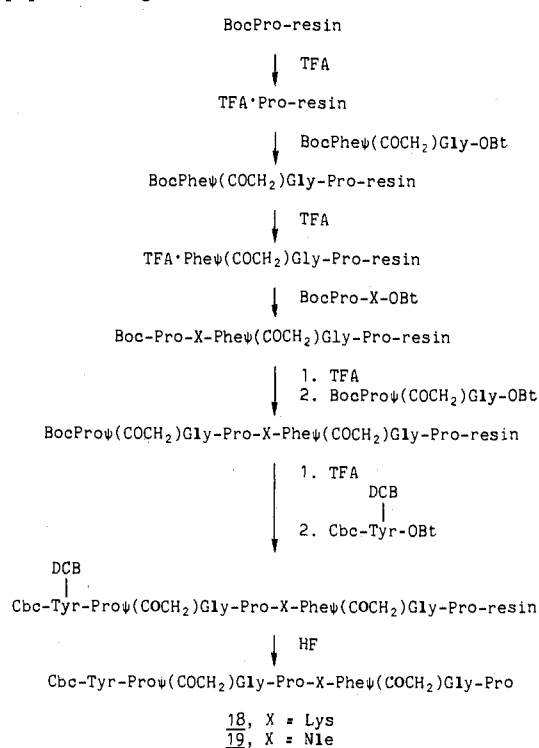 BocPro-resin
TFA
TFA·Pro-resin
BocPheψ(COCH₂)Gly-OBt
BocPheψ(COCH₂)Gly-Pro-resin
TFA
TFA·Pheψ(COCH₂)Gly-Pro-resin
BocPro-X-OBt
Boc-Pro-X-Pheψ(COCH₂)Gly-Pro-resin
1. TFA
2. BocProψ(COCH₂)Gly-OBt
BocProψ(COCH₂)Gly-Pro-X-Pheψ(COCH₂)Gly-Pro-resin
1. TFA
DCB
2. Cbc-Tyr-OBt
DCB
Cbc-Tyr-Proψ(COCH₂)Gly-Pro-X-Pheψ(COCH₂)Gly-Pro-resin
HF
Cbc-Tyr-Proψ(COCH₂)Gly-Pro-X-Pheψ(COCH₂)Gly-Pro
18, X = Lys
19, X = Nle